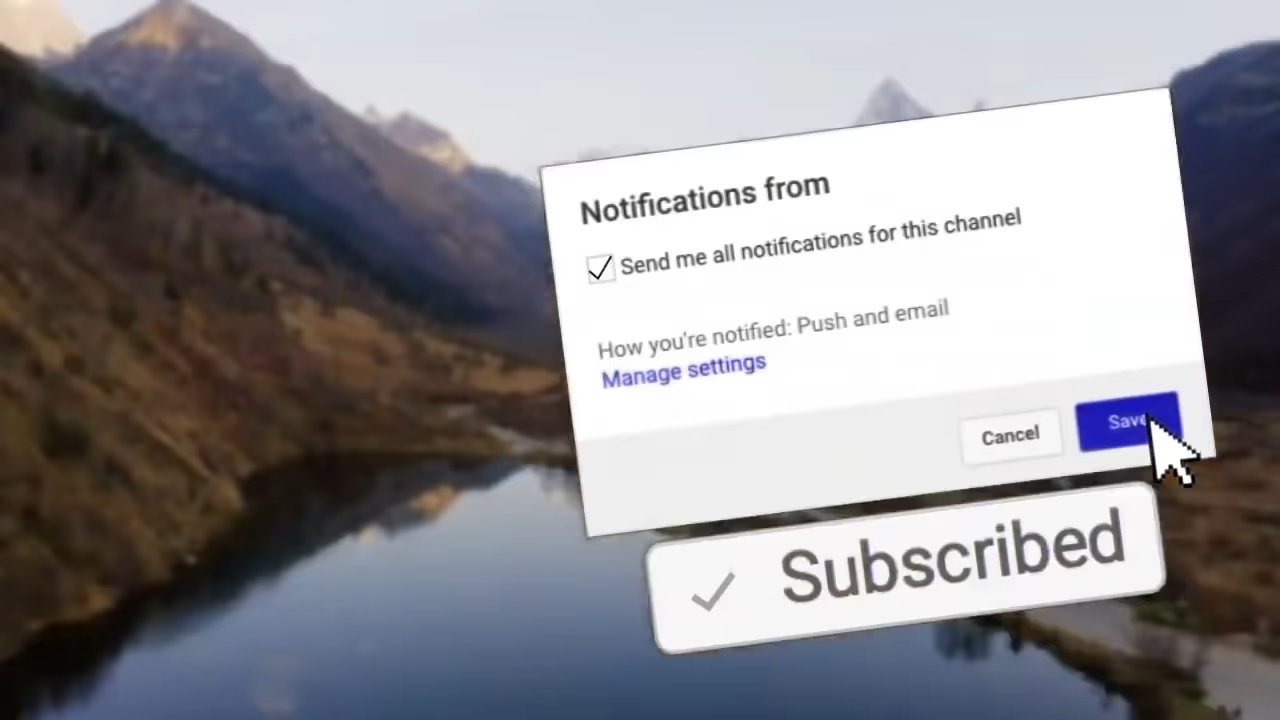 Notifications from
Send me all notifications for this channel
How you're notified: Push and email
Manage settings
Cancel
Save
Subscribed